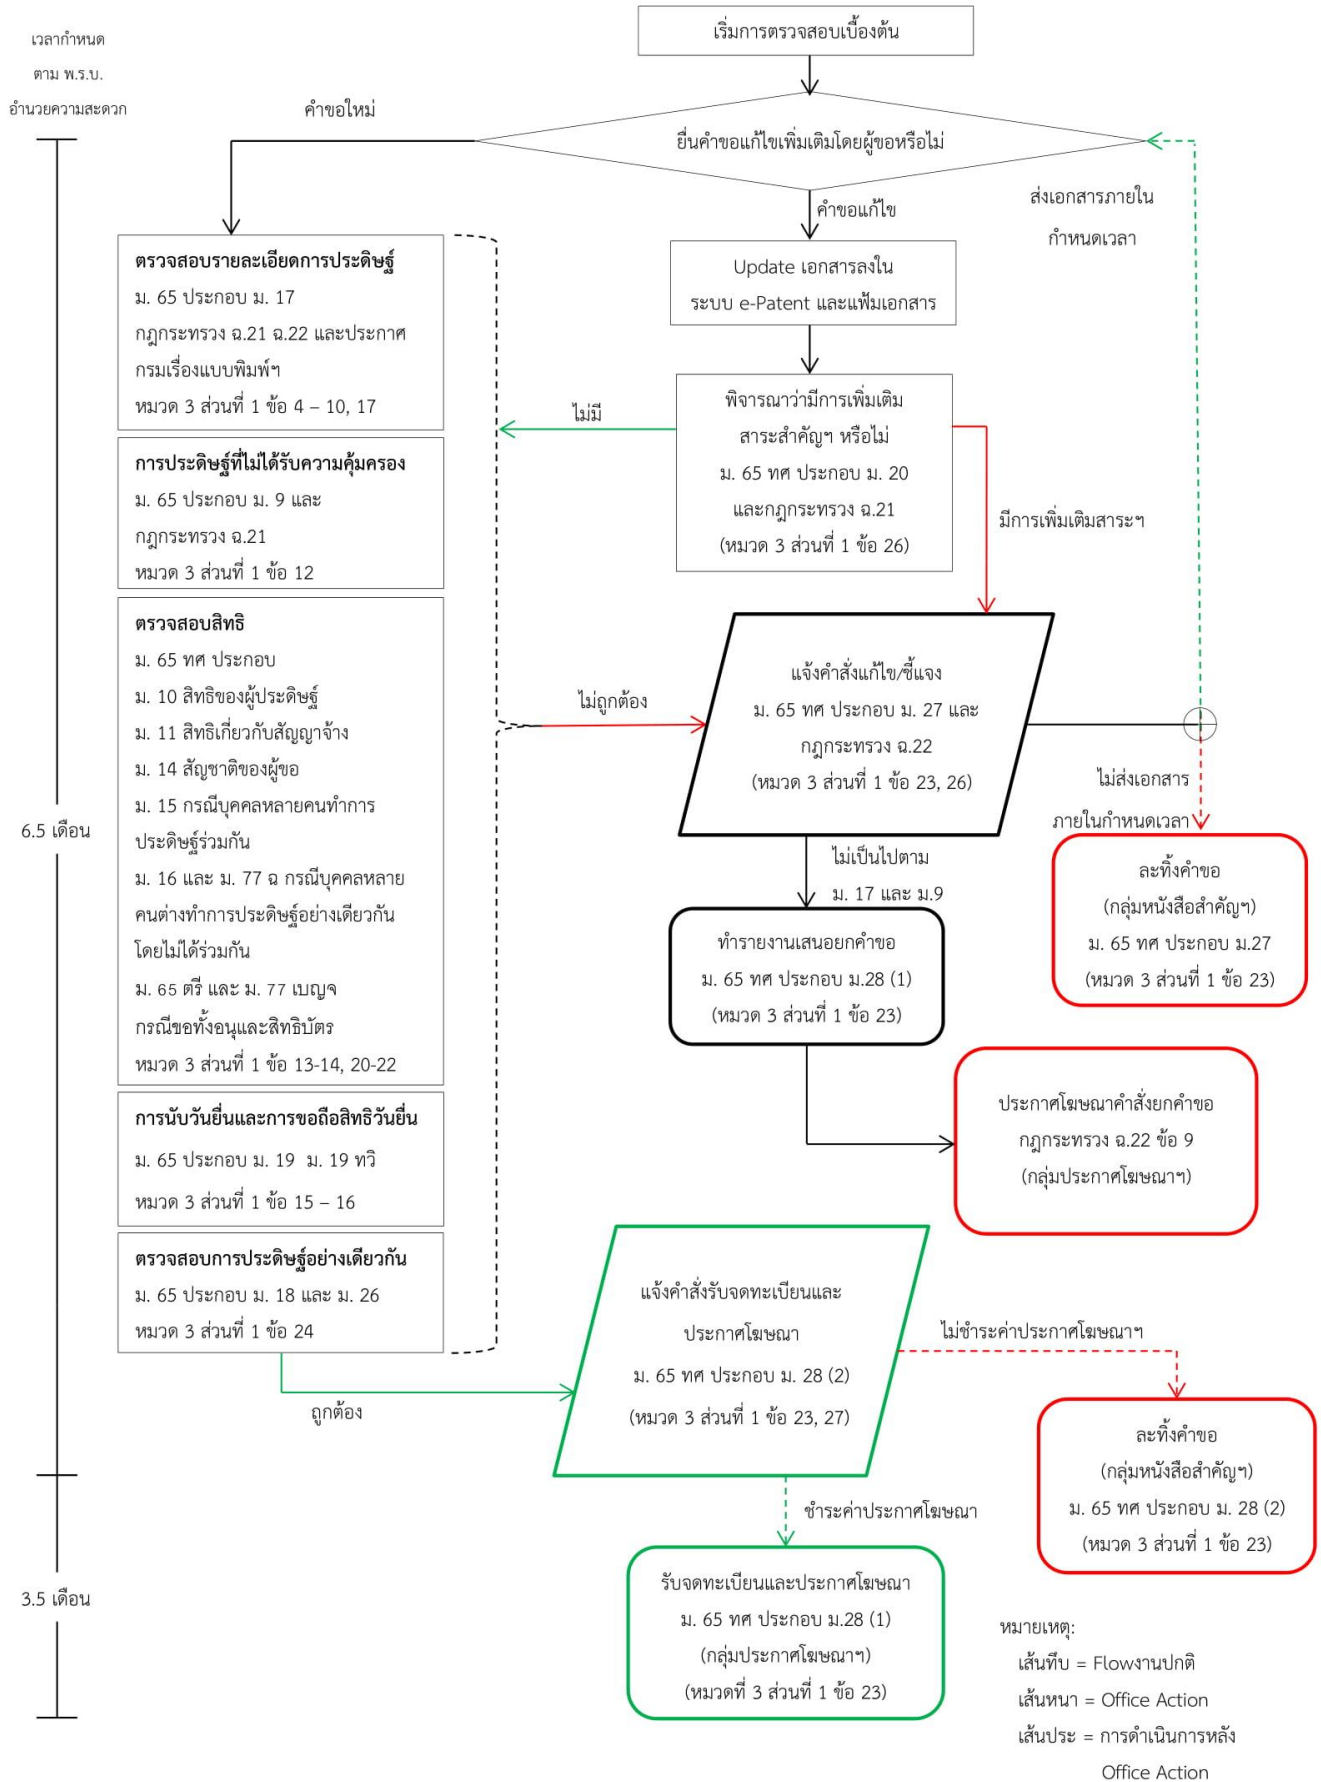 เริ่มการตรวจสอบเบื้องต้น
เวลากำหนด
ตาม พ.ร.บ.
อำนวยความสะดวก
คำขอใหม่
ยื่นคำขอแก้ไขเพิ่มเติมโดยผู้ขอหรือไม่
ส่งเอกสารภายใน
กำหนดเวลา
คำขอแก้ไข
Update เอกสารลงใน
ระบบ e-Patent และแฟ้มเอกสาร
ตรวจสอบรายละเอียดการประดิษฐ์
ม. 65 ประกอบ ม. 17
กฎกระทรวง ฉ.21 ฉ.22 และประกาศ
กรมเรื่องแบบพิมพ์ฯ
หมวด 3 ส่วนที่ 1 ข้อ 4 – 10, 17
ไม่มี
พิจารณาว่ามีการเพิ่มเติม
สาระสำคัญฯ หรือไม่
ม. 65 ทศ ประกอบ ม. 20
และกฎกระทรวง ฉ.21
(หมวด 3 ส่วนที่ 1 ข้อ 26)
มีการเพิ่มเติมสาระฯ
การประดิษฐ์ที่ไม่ได้รับความคุ้มครอง
ม. 65 ประกอบ ม. 9 และ
กฎกระทรวง ฉ.21
หมวด 3 ส่วนที่ 1 ข้อ 12
ตรวจสอบสิทธิ
ม. 65 ทศ ประกอบ
ม. 10 สิทธิของผู้ประดิษฐ์
ม. 11 สิทธิเกี่ยวกับสัญญาจ้าง
ม. 14 สัญชาติของผู้ขอ
ม. 15 กรณีบุคคลหลายคนทำการ
ประดิษฐ์ร่วมกัน
ม. 16 และ ม. 77 ฉ กรณีบุคคลหลาย
คนต่างทำการประดิษฐ์อย่างเดียวกัน
โดยไม่ได้ร่วมกัน
ม. 65 ตรี และ ม. 77 เบญจ
กรณีขอทั้งอนุและสิทธิบัตร
หมวด 3 ส่วนที่ 1 ข้อ 13-14, 20-22
ไม่ถูกต้อง
แจ้งคำสั่งแก้ไข/ชี้แจง
ม. 65 ทศ ประกอบ ม. 27 และ
กฎกระทรวง ฉ.22
(หมวด 3 ส่วนที่ 1 ข้อ 23, 26)
ไม่ส่งเอกสาร
ภายในกำหนดเวลา
6.5 เดือน
ไม่เป็นไปตาม
ม. 17 และ ม.9
ละทิ้งคำขอ
(กลุ่มหนังสือสำคัญฯ)
ม. 65 ทศ ประกอบ ม.27
(หมวด 3 ส่วนที่ 1 ข้อ 23)
ทำรายงานเสนอยกคำขอ
ม. 65 ทศ ประกอบ ม.28 (1)
(หมวด 3 ส่วนที่ 1 ข้อ 23)
ประกาศโฆษณาคำสั่งยกคำขอ
กฎกระทรวง ฉ.22 ข้อ 9
(กลุ่มประกาศโฆษณาฯ)
การนับวันยื่นและการขอถือสิทธิวันยื่น
ม. 65 ประกอบ ม. 19 ม. 19 ทวิ
หมวด 3 ส่วนที่ 1 ข้อ 15 – 16
ตรวจสอบการประดิษฐ์อย่างเดียวกัน
ม. 65 ประกอบ ม. 18 และ ม. 26
หมวด 3 ส่วนที่ 1 ข้อ 24
ถูกต้อง
แจ้งคำสั่งรับจดทะเบียนและ
ประกาศโฆษณา
ม. 65 ทศ ประกอบ ม. 28 (2)
(หมวด 3 ส่วนที่ 1 ข้อ 23, 27)
ไม่ชำระค่าประกาศโฆษณาฯ
ละทิ้งคำขอ
(กลุ่มหนังสือสำคัญฯ)
ม. 65 ทศ ประกอบ ม. 28 (2)
(หมวด 3 ส่วนที่ 1 ข้อ 23)
ชำระค่าประกาศโฆษณา
3.5 เดือน
รับจดทะเบียนและประกาศโฆษณา
ม. 65 ทศ ประกอบ ม.28 (1)
(กลุ่มประกาศโฆษณาฯ)
(หมวดที่ 3 ส่วนที่ 1 ข้อ 23)
หมายเหตุ:
เส้นทึบ = Flowงานปกติ
เส้นหนา = Office Action
เส้นประ = การดำเนินการหลัง
Office Action